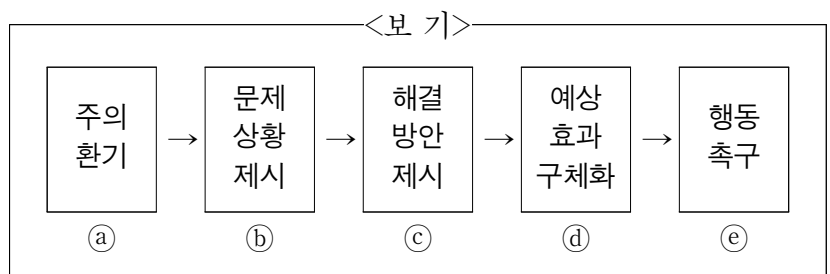 <보 기>
주의
환기
→
문제
상황
제시
→
해결
방안
제시
→
예상
효과
구체화
→
행동
촉구
ⓐ ⓑ ⓒ ⓓ ⓔ